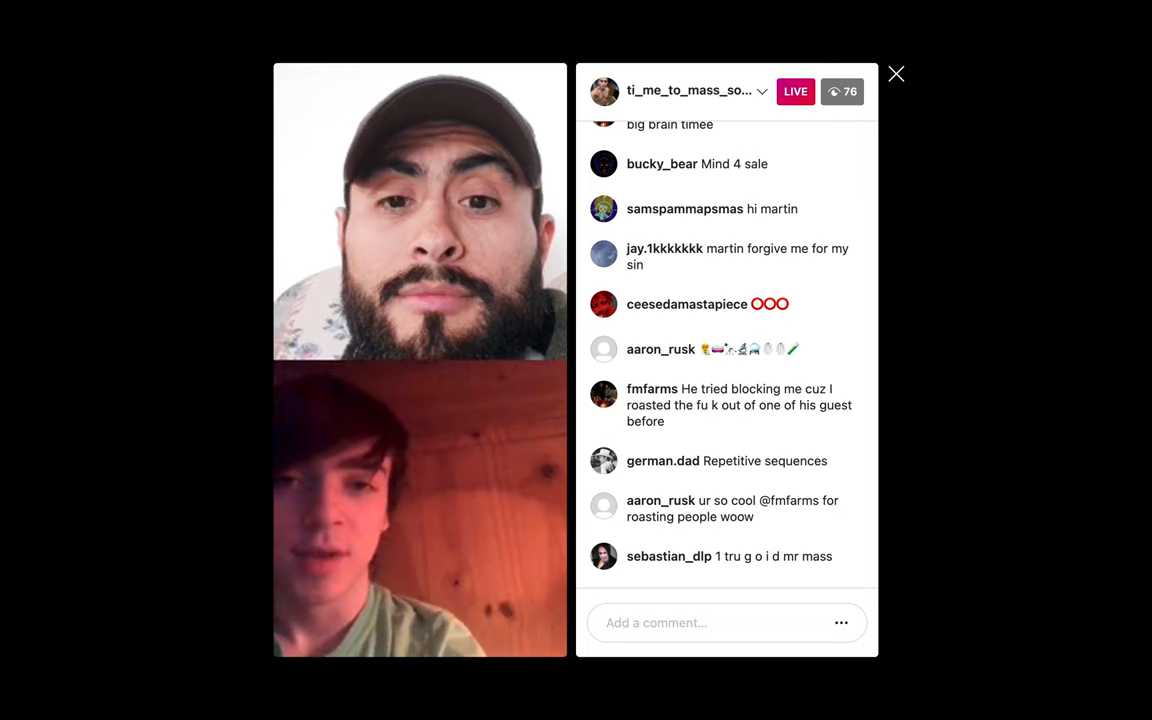 ti_me_to_mass_so...
LIVE
76
big brain timee
bucky_bear Mind 4 sale
samspammapsmas hi martin
jay.1kkkkkkk martin forgive me for my
sin
ceesedamastapiece ⭕⭕⭕
aaron_rusk
fmfarms He tried blocking me cuz I
roasted the fu k out of one of his guest
before
german.dad Repetitive sequences
aaron_rusk ur so cool @fmfarms for
roasting people woow
sebastian_dlp 1 tru g o i d mr mass
Add a comment...